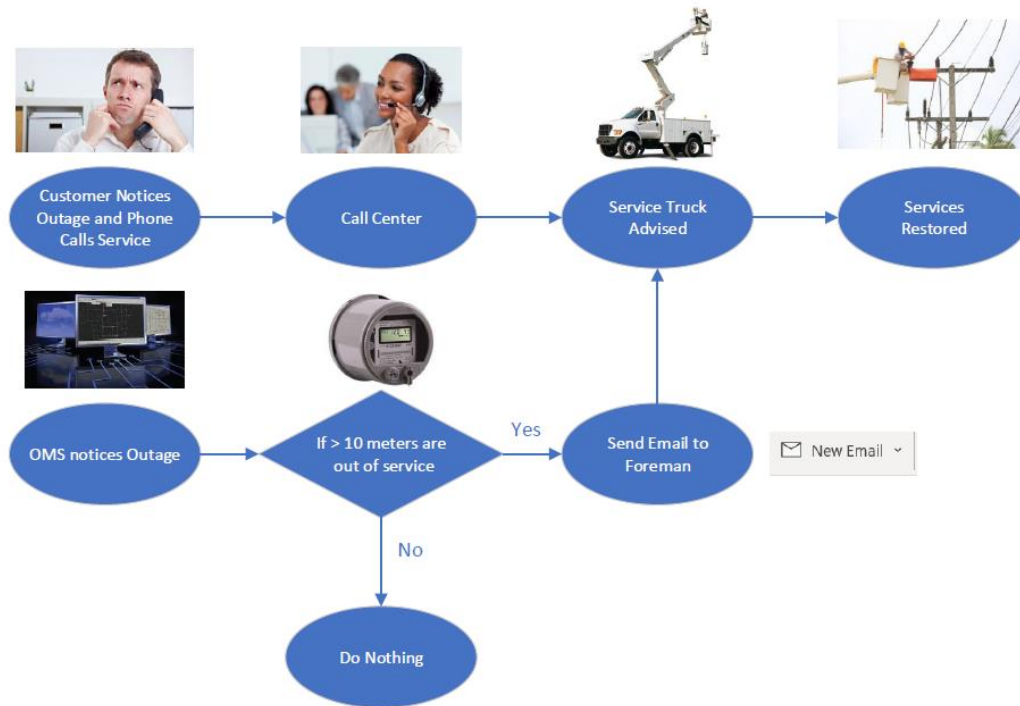 Customer Notices
Outage and Phone
Calls Service
Call Center
Service Truck
Advised
Services
Restored
OMS notices Outage
If > 10 meters are
out of service
Yes
Send Email to
Foreman
New Email
No
Do Nothing